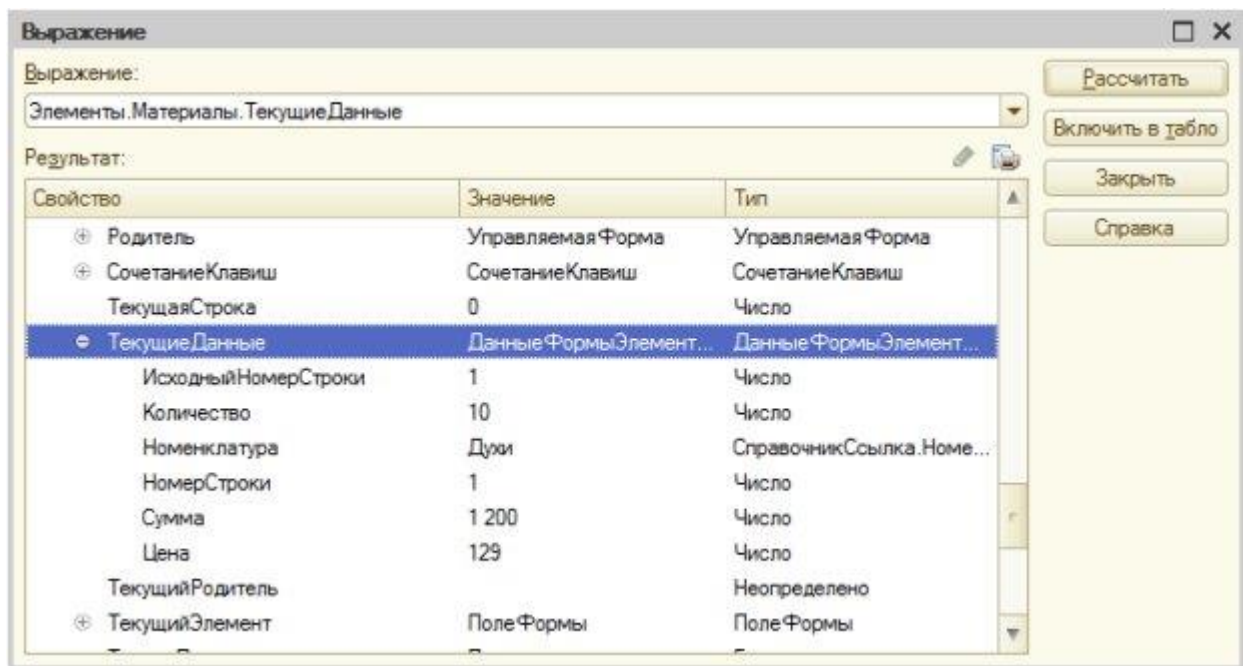 Выражение
Выражение:
Рассчитать
Элементы.Материалы.ТекущиеДанные
Включить в табло
Результат:
Закрыть
Свойство Значение Тип
Справка
Родитель УправляемаяФорма УправляемаяФорма
СочетаниеКлавиш СочетаниеКлавиш СочетаниеКлавиш
ТекущаяСтрока 0 Число
ТекущиеДанные ДанныеФормыЭлемент... ДанныеФормыЭлемент...
ИсходныйНомерСтроки 1 Число
Количество 10 Число
Номенклатура Духи СправочникСсылка.Номе...
НомерСтроки 1 Число
Сумма 1 200 Число
Цена 129 Число
ТекущийРодитель Неопределено
ТекущийЭлемент ПолеФормы ПолеФормы